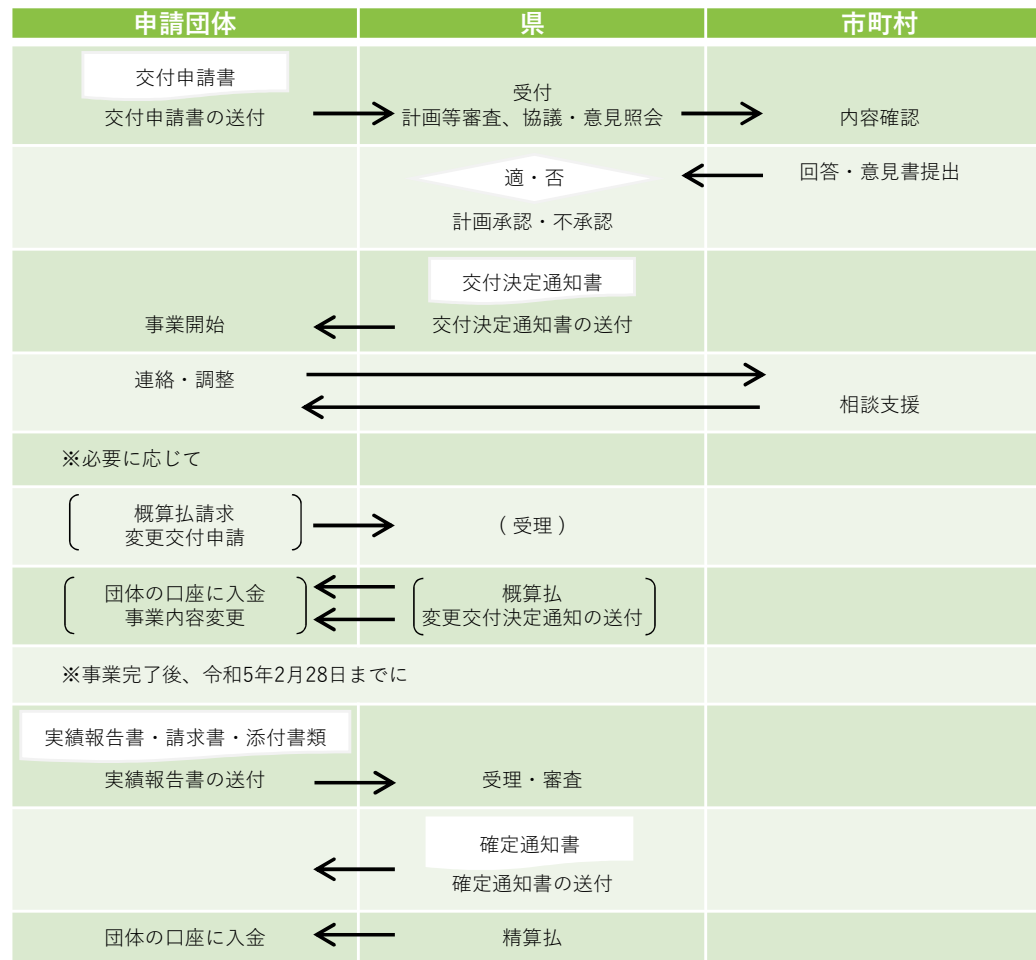 申請団体
県
市町村
交付申請書
交付申請書の送付
受付
計画等審査、協議・意見照会
内容確認
適・否
計画承認・不承認
回答・意見書提出
交付決定通知書
事業開始
交付決定通知書の送付
連絡・調整
相談支援
※必要に応じて
概算払請求
変更交付申請
(受理)
団体の口座に入金
事業内容変更
概算払
変更交付決定通知の送付
※事業完了後、令和5年2月28日までに
実績報告書・請求書・添付書類
実績報告書の送付
受理・審査
確定通知書
確定通知書の送付
団体の口座に入金
精算払